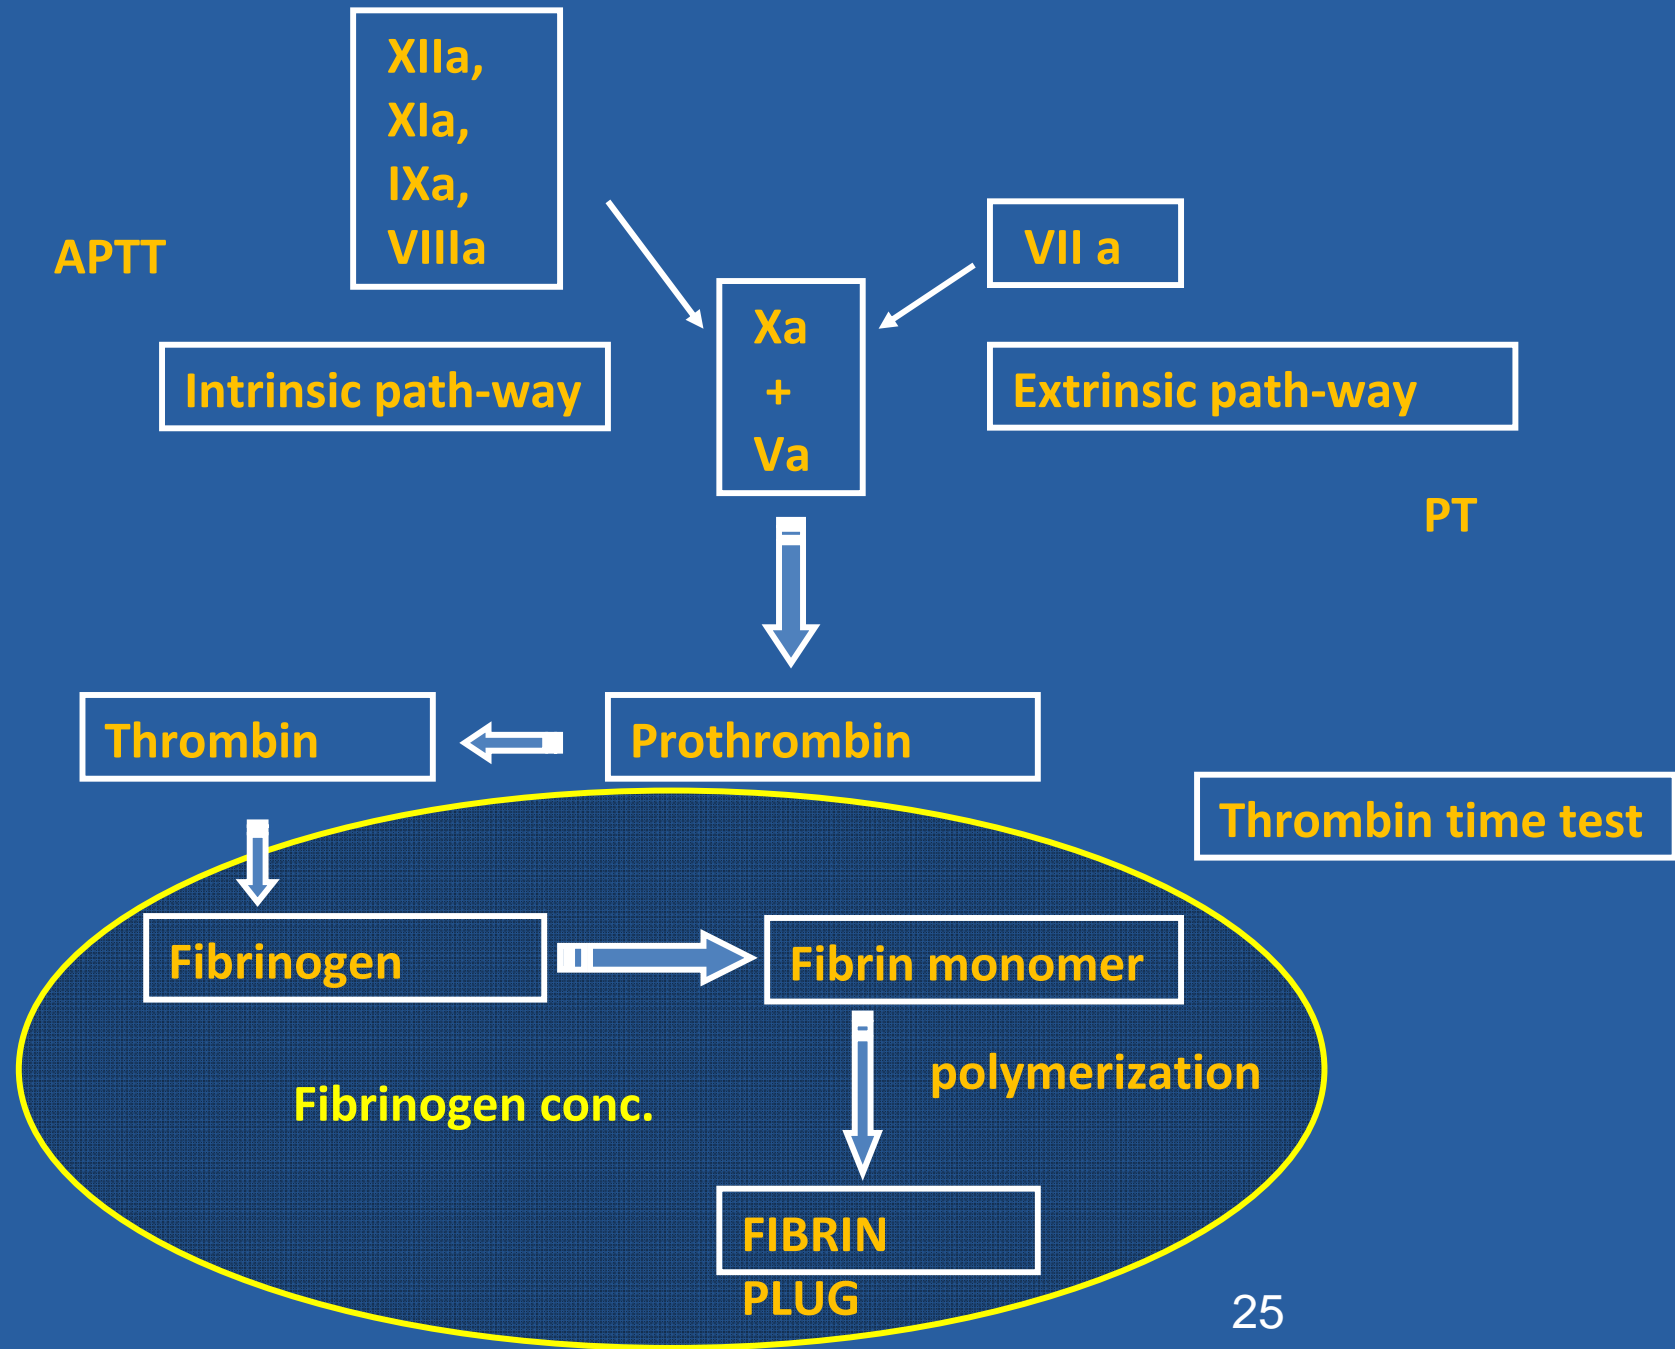 XIIa,
XIa,
IXa,
VIIIa
APTT
VII a
Xa
+
Va
Intrinsic path-way
Extrinsic path-way
PT
Thrombin
Prothrombin
Thrombin time test
Fibrinogen
Fibrin monomer
polymerization
Fibrinogen conc.
FIBRIN
PLUG
25